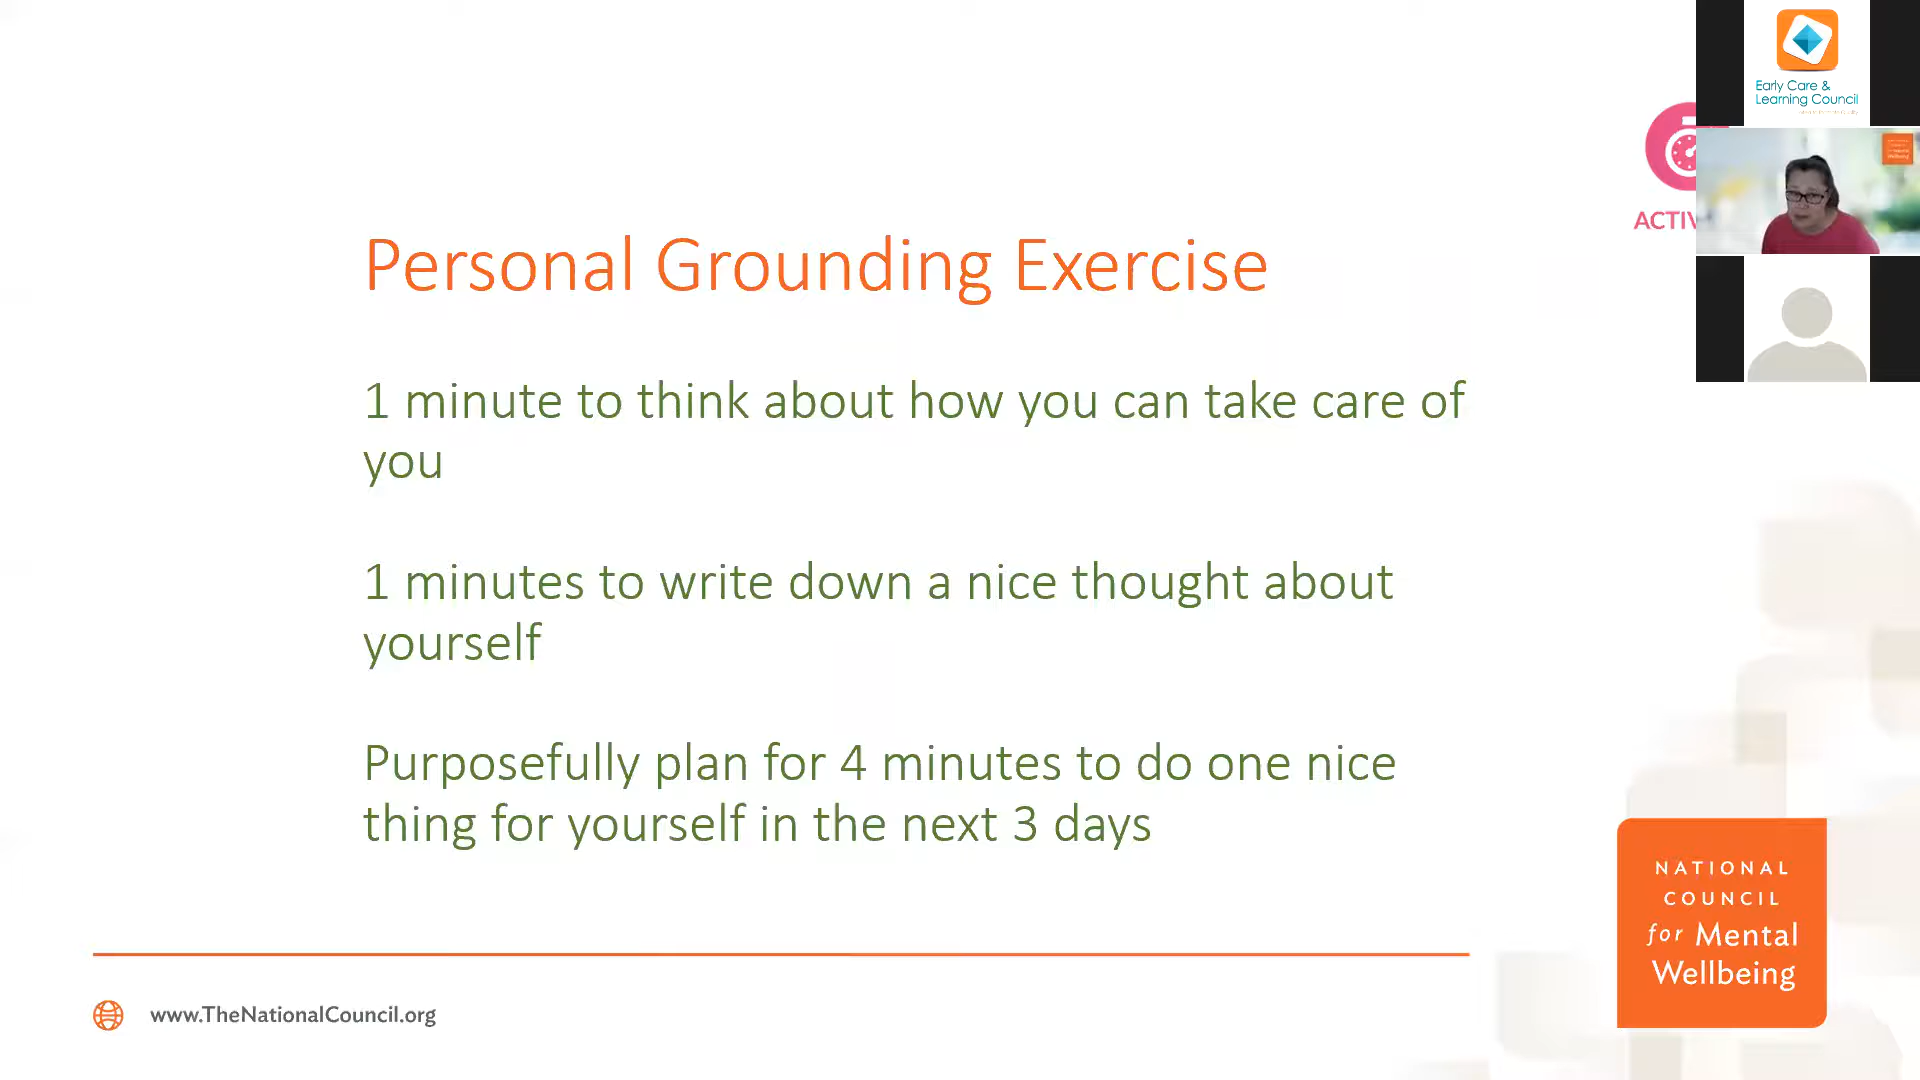 Early Care &
Learning Council
ACTIV
Personal Grounding Exercise
1 minute to think about how you can take care of
you
1 minutes to write down a nice thought about
yourself
Purposefully plan for 4 minutes to do one nice
thing for yourself in the next 3 days
NATIONAL
COUNCIL
for Mental
Wellbeing
www.TheNationalCouncil.org